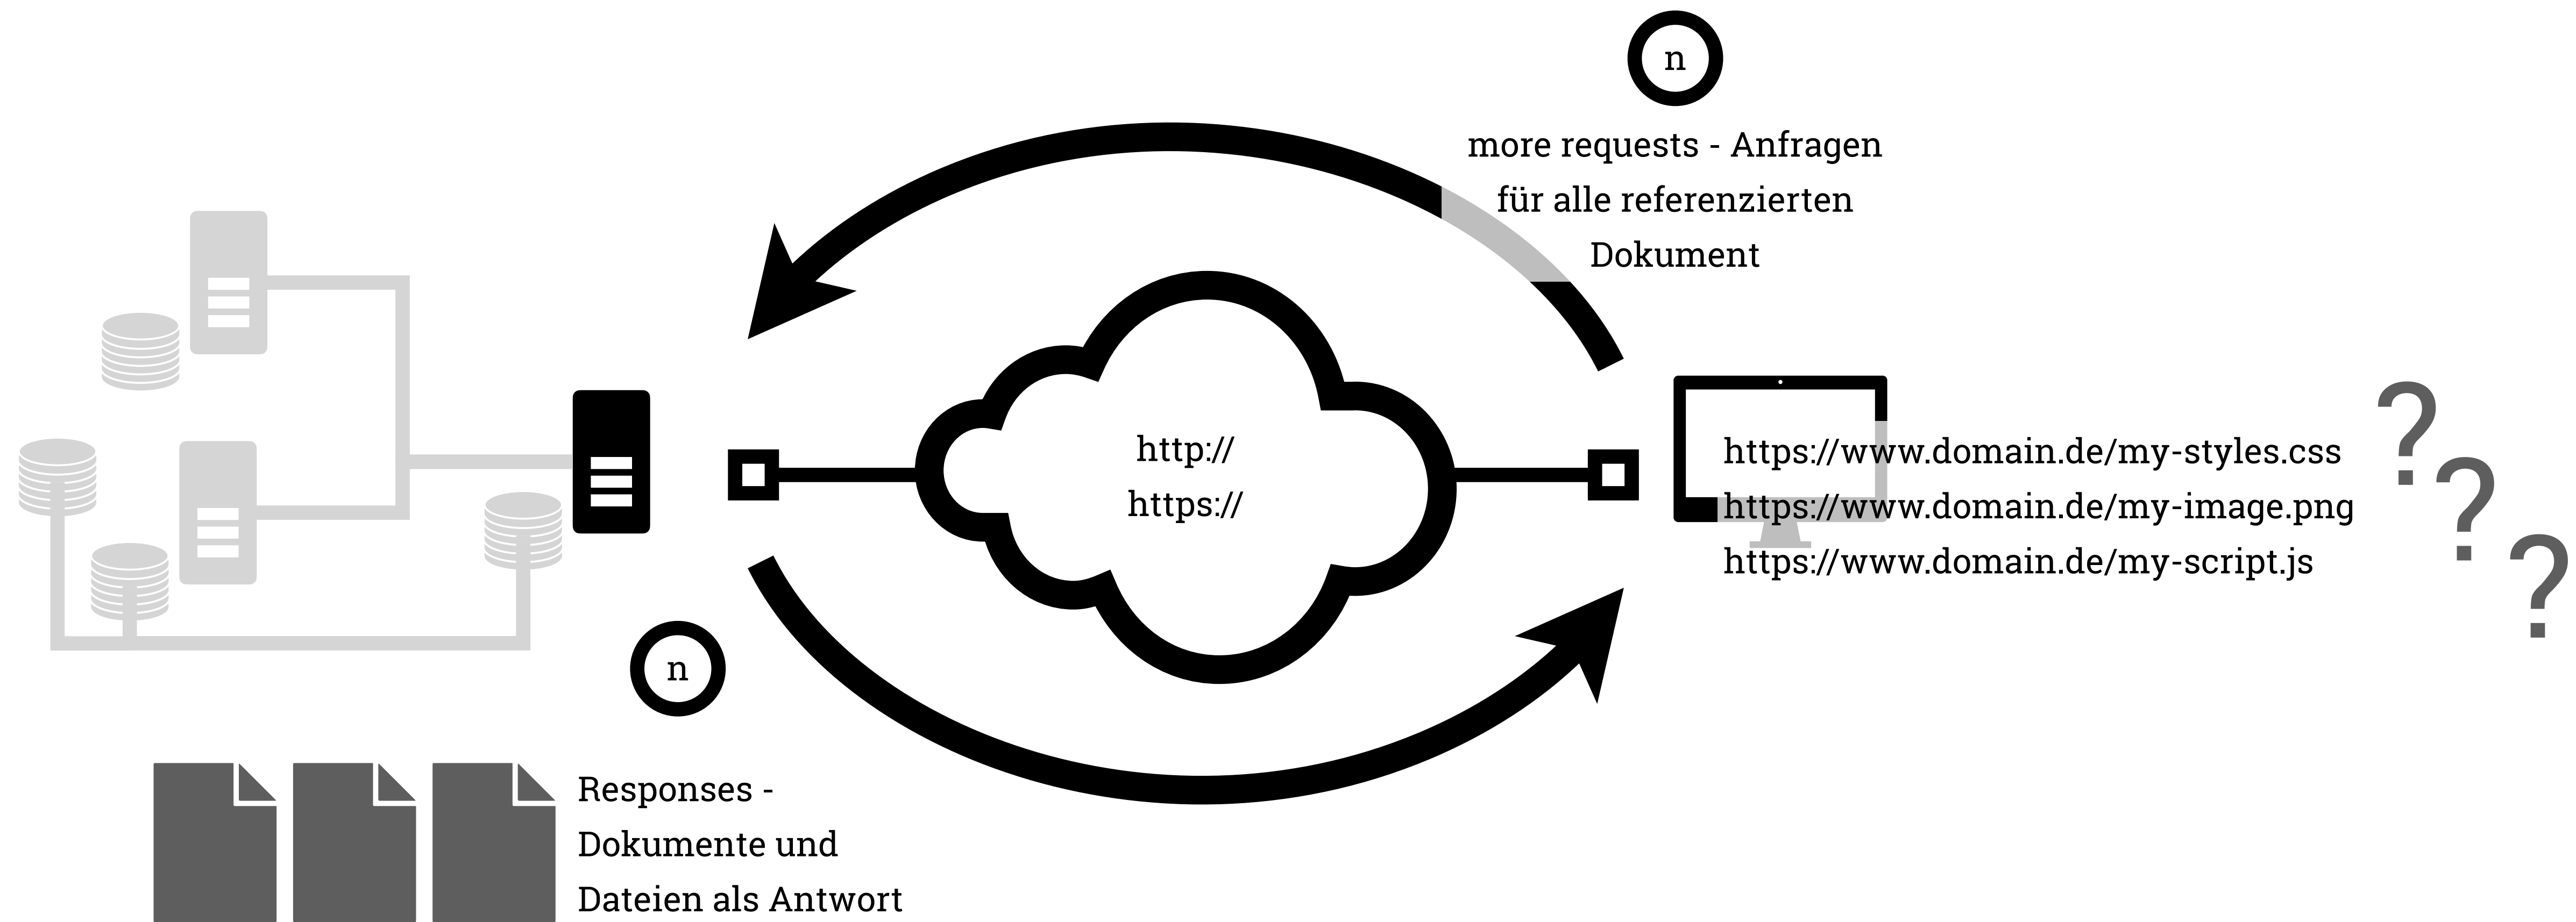 n
more requests - Anfragen
für alle referenzierten
Dokument
http://
https://
https://www.domain.de/my-styles.css
https://www.domain.de/my-image.png
https://www.domain.de/my-script.js
?
?
?
n
Responses -
Dokumente und
Dateien als Antwort